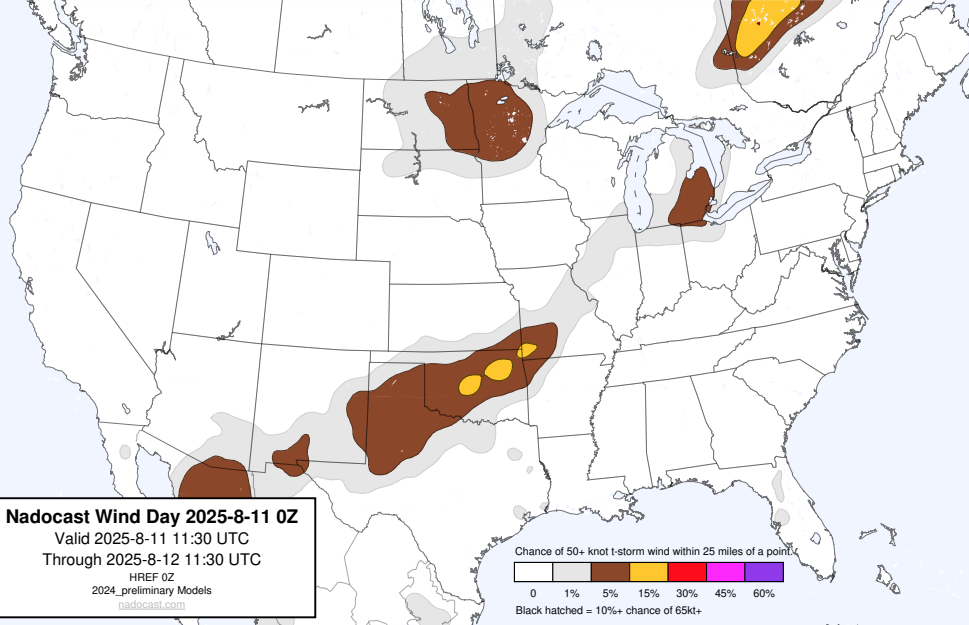 Nadocast Wind Day 2025-8-11 0Z
Valid 2025-8-11 11:30 UTC
Through 2025-8-12 11:30 UTC
HREF 0Z
2024_preliminary Models
nadocast.com
Chance of 50+ knot t-storm wind within 25 miles of a point.
0 1% 5% 15% 30% 45% 60%
Black hatched = 10%+ chance of 65kt+